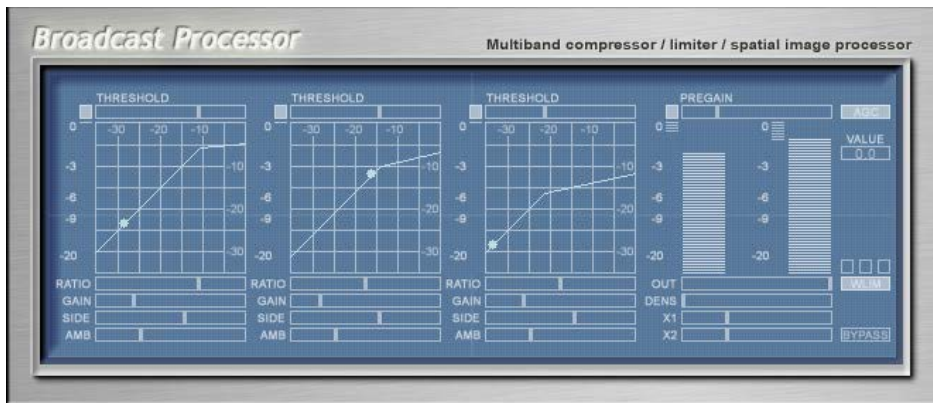 Broadcast Processor
Multiband compressor / limiter / spatial image processor
THRESHOLD THRESHOLD THRESHOLD PREGAIN AGC
0 -30 -20 -10 0 -30 -20 -10 0 -30 -20 -10 0 0 VALUE
0.0
-3 -10 -3 -10 -3 -10 -3 -3
-6 -6 -6 -6 -6
-9 -20 -9 -20 -9 -20 -9 -9
-20 -30 -20 -30 -20 -30 -20 -20
RATIO RATIO RATIO OUT WLIM
GAIN GAIN GAIN DENS
SIDE SIDE SIDE X1
AMB AMB AMB X2 BYPASS